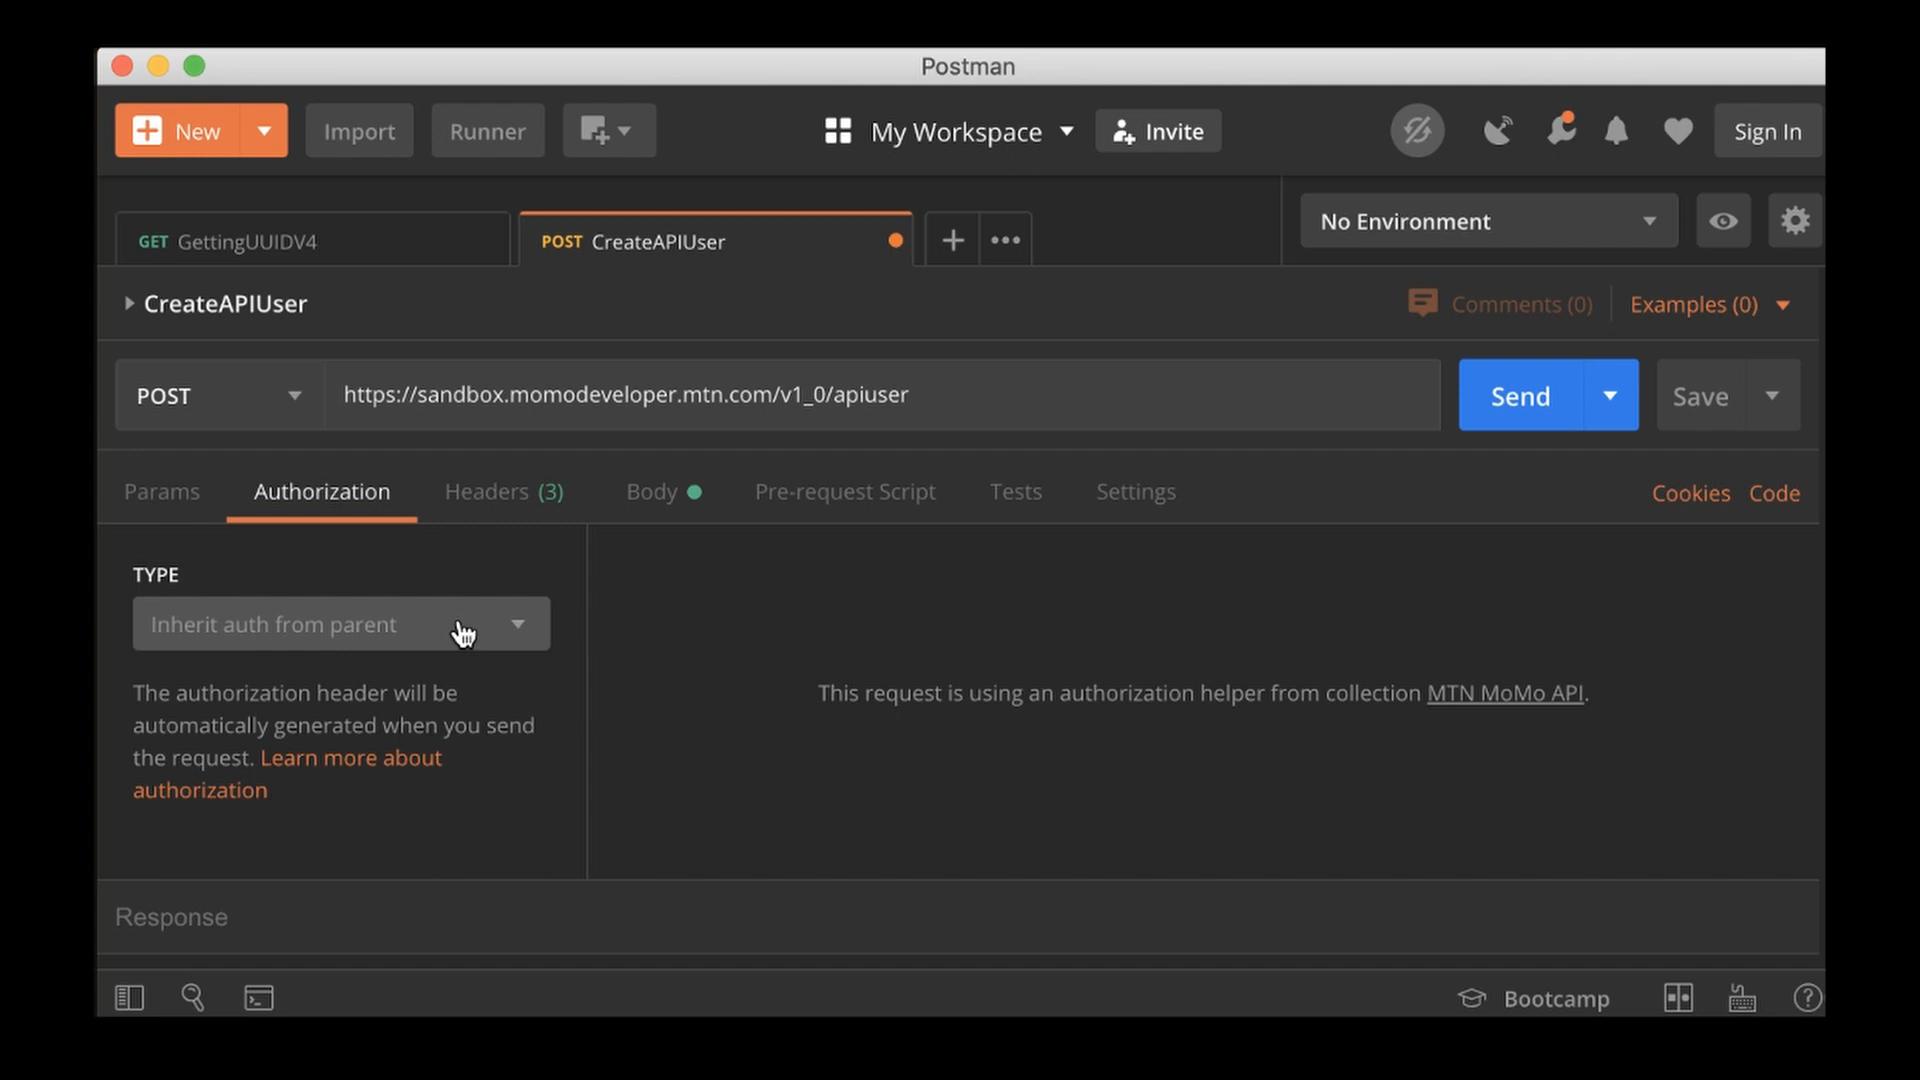 Postman
New
Import
Runner
My Workspace
Invite
Sign In
GET GettingUUIDV4
POST CreateAPIUser
No Environment
CreateAPIUser
Comments (0)
Examples (0)
POST
https://sandbox.momodeveloper.mtn.com/v1_0/apiuser
Send
Save
Params
Authorization
Headers (3)
Body
Pre-request Script
Tests
Settings
Cookies
Code
TYPE
Inherit auth from parent
The authorization header will be
automatically generated when you send
the request. Learn more about
authorization
This request is using an authorization helper from collection MTN MoMo API.
Response
Bootcamp